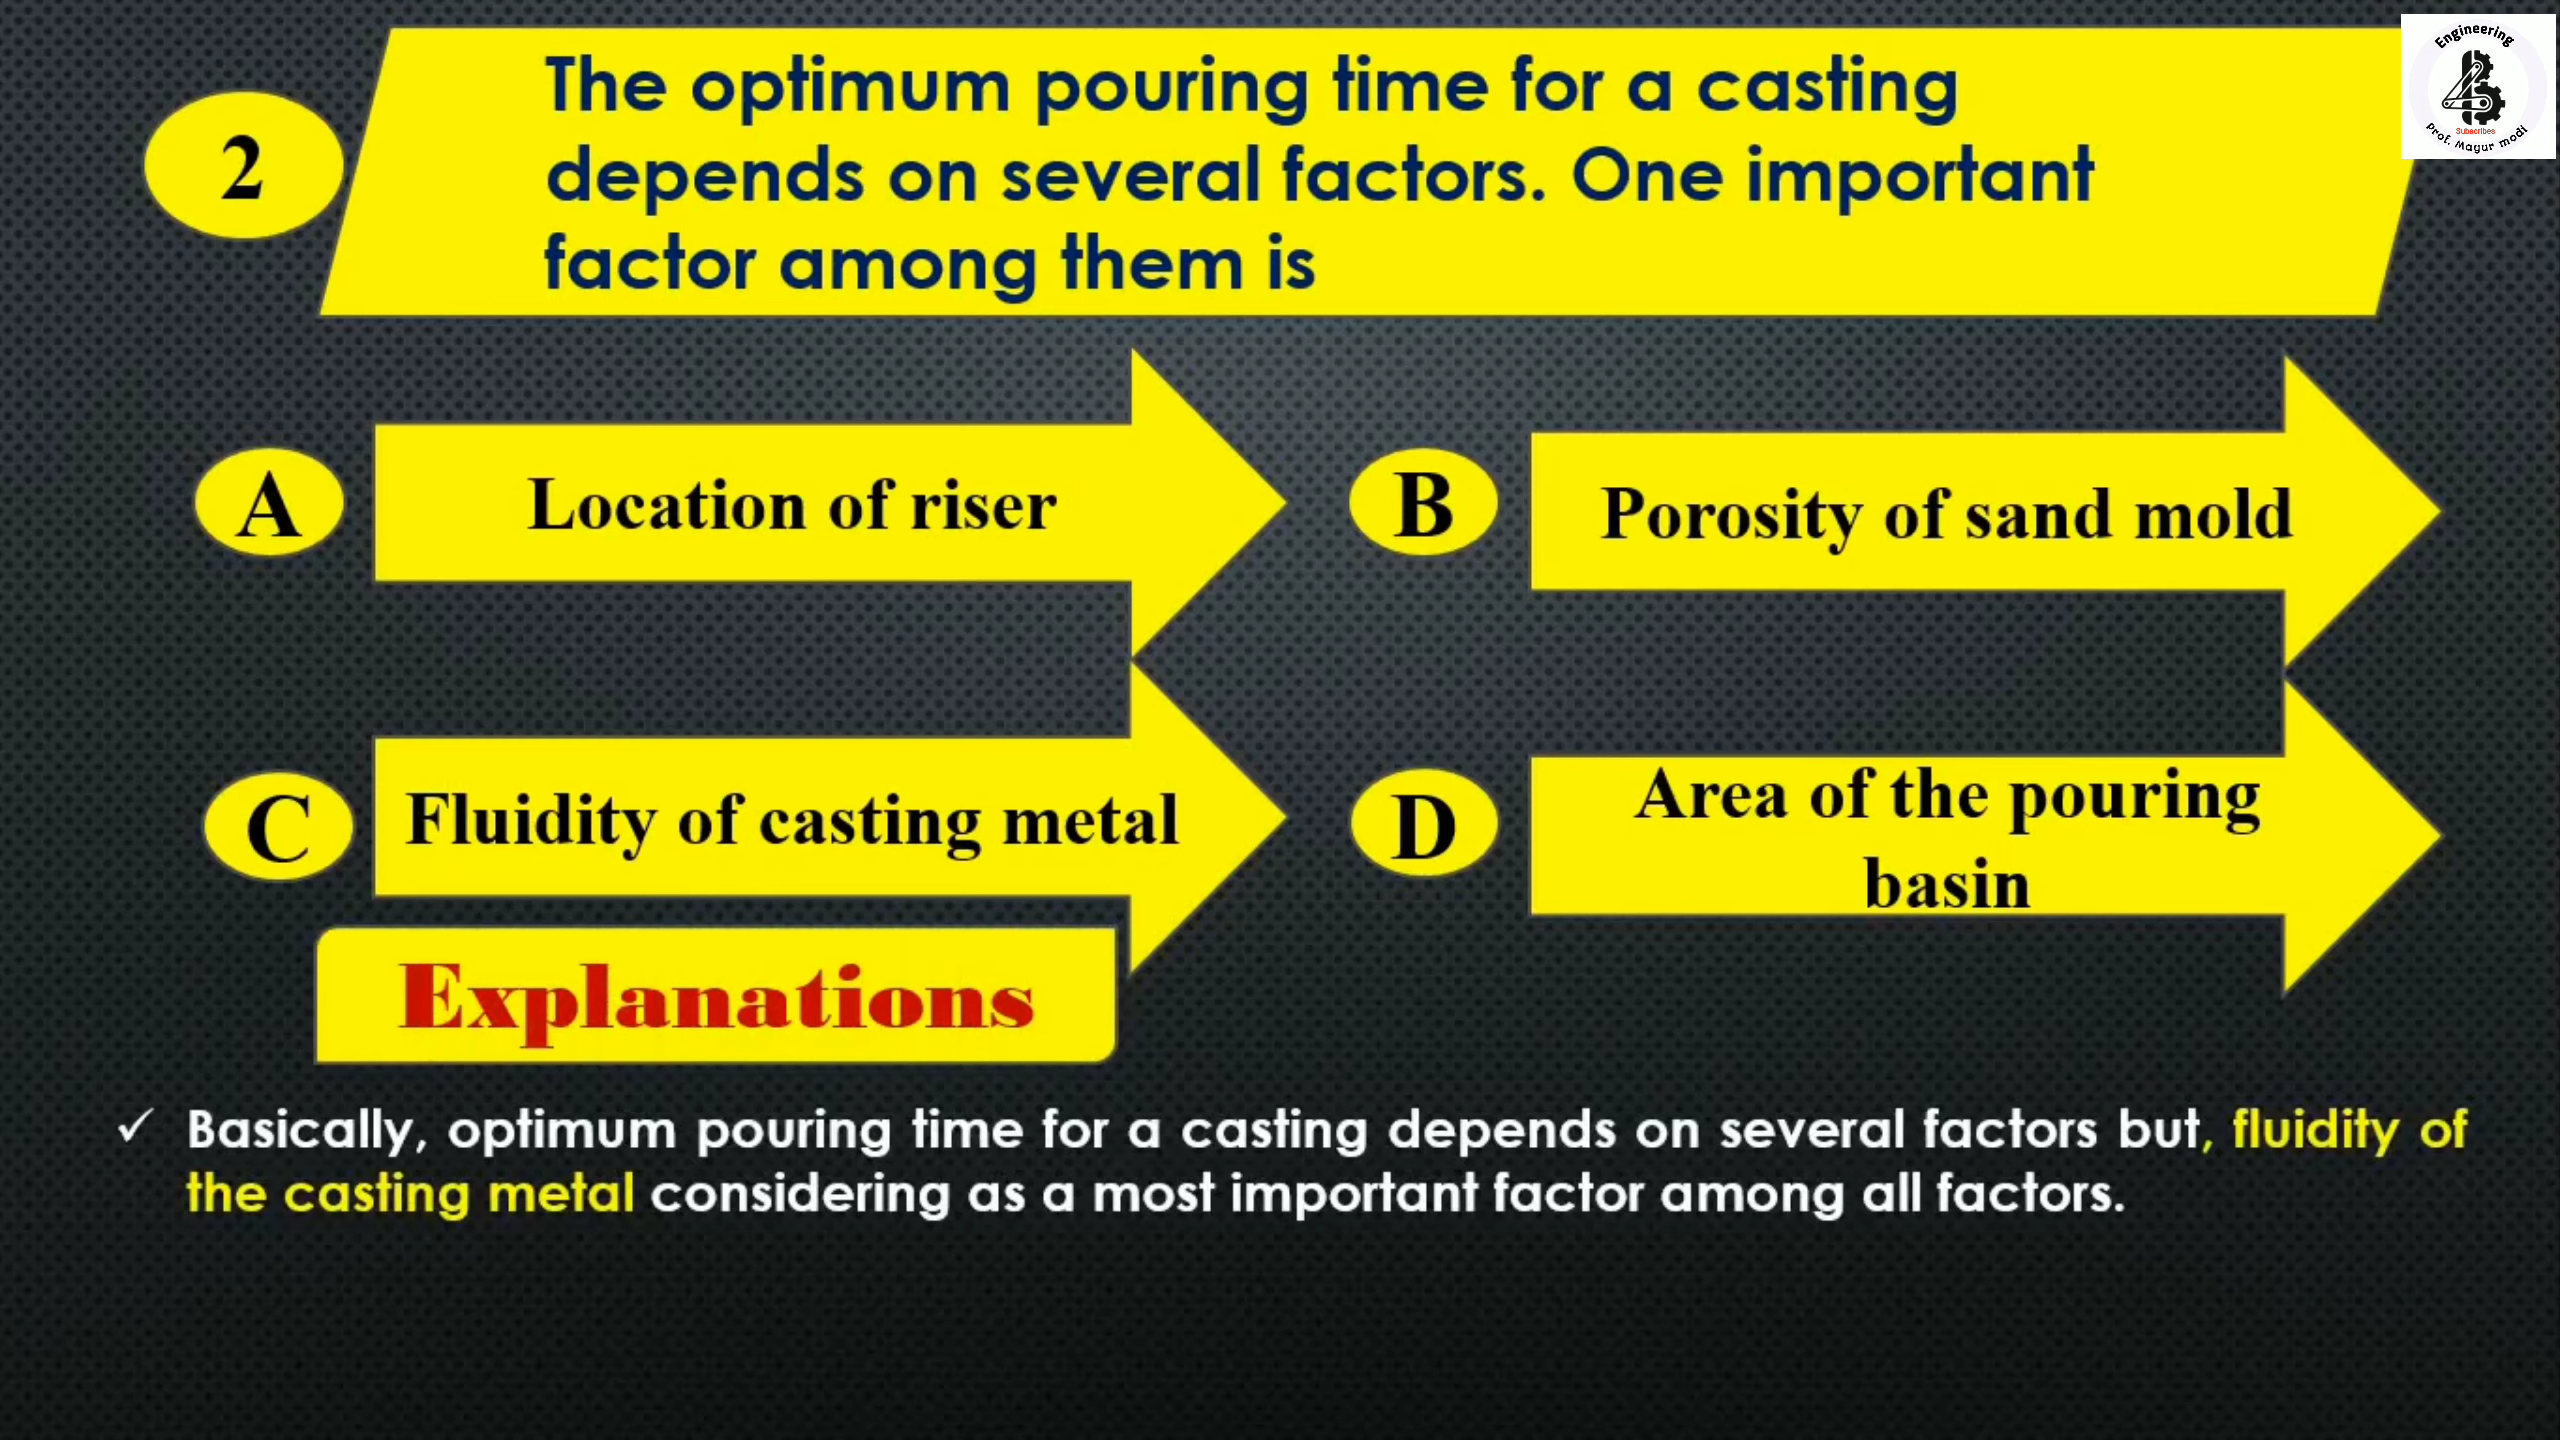 Engineering
Subscribes
Prof. Mayur modi
2
The optimum pouring time for a casting
depends on several factors. One important
factor among them is
A
Location of riser
B
Porosity of sand mold
C
Fluidity of casting metal
D
Area of the pouring
basin
Explanations
✓ Basically, optimum pouring time for a casting depends on several factors but, fluidity of
the casting metal considering as a most important factor among all factors.